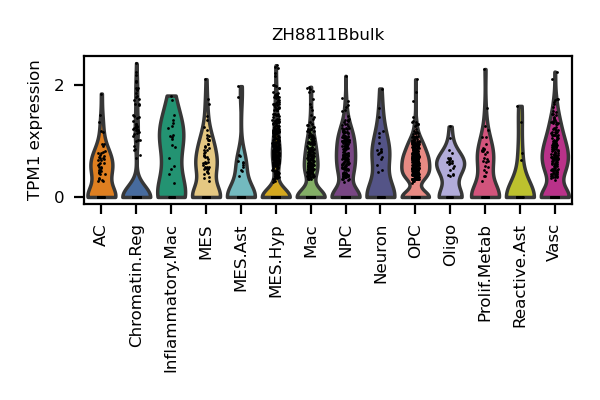 ZH8811Bbulk
TPM1 expression
2
0
AC
Chromatin.Reg
Inflammatory.Mac
MES
MES.Ast
MES.Hyp
Mac
NPC
Neuron
OPC
Oligo
Prolif.Metab
Reactive.Ast
Vasc